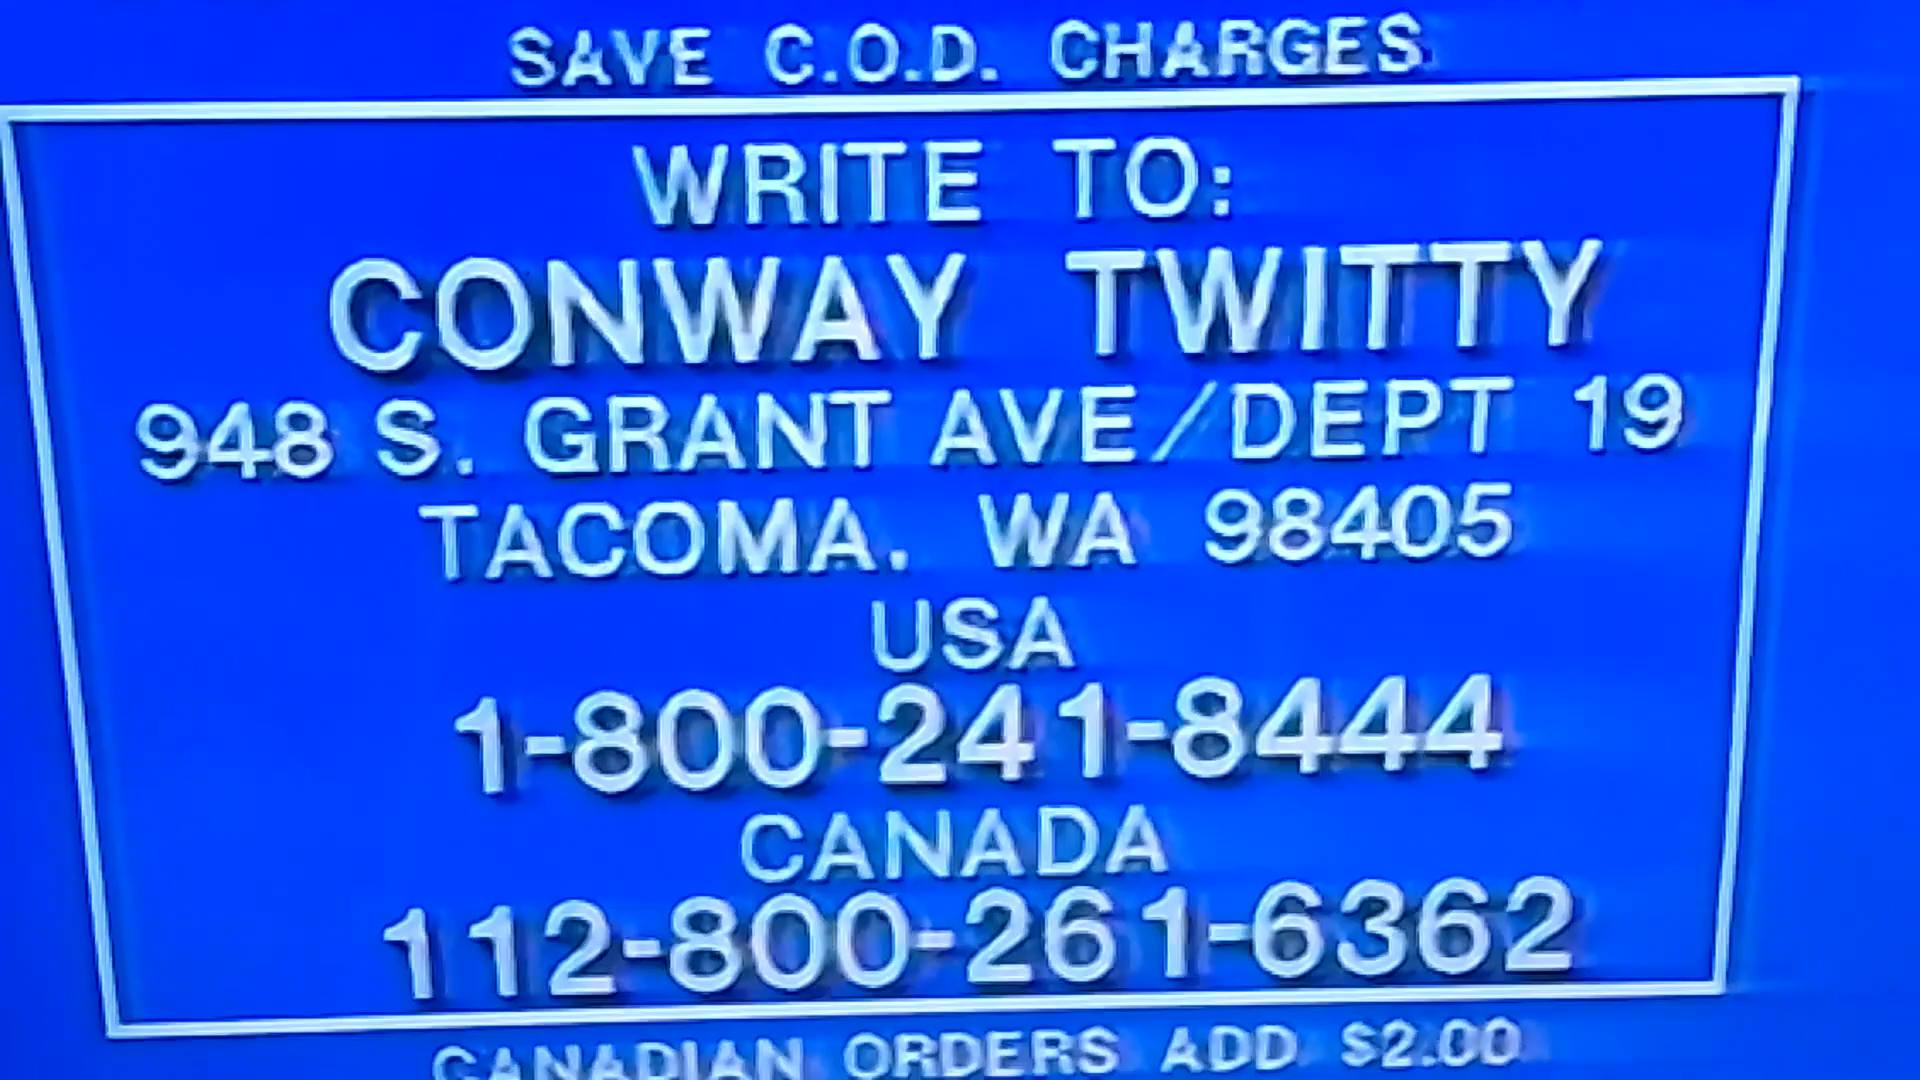 SAVE C.O.D. CHARGES
WRITE TO:
CONWAY TWITTY
948 S. GRANT AVE/DEPT 19
TACOMA, WA 98405
USA
1-800-241-8444
CANADA
112-800-261-6362
CANADIAN ORDERS ADD $2.00